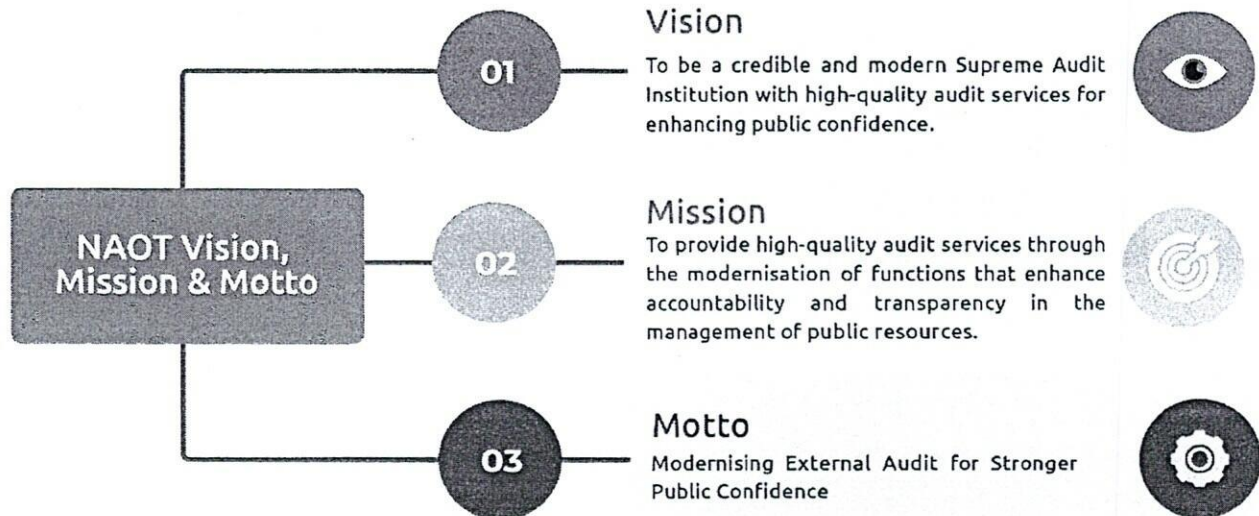 Vision
01
To be a credible and modern Supreme Audit
Institution with high-quality audit services for
enhancing public confidence.
NAOT Vision,
Mission & Motto
Mission
02
To provide high-quality audit services through
the modernisation of functions that enhance
accountability and transparency in the
management of public resources.
Motto
03
Modernising External Audit for Stronger
Public Confidence